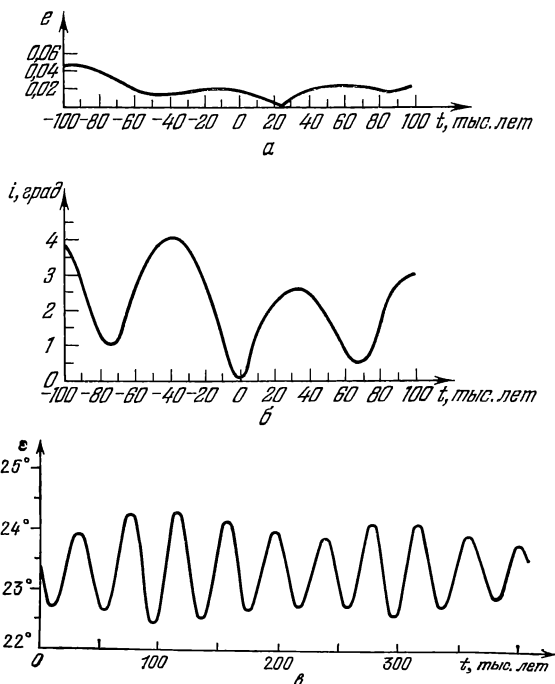 e
0,06
0,04
0,02
-100 -80 -60 -40 -20 0 20 40 60 80 100 t, тыс. лет
а
i, град
4
3
2
1
0
-100 -80 -60 -40 -20 0 20 40 60 80 100 t, тыс. лет
б
ε
25°
24°
23°
22°
0 100 200 300 t, тыс. лет
в